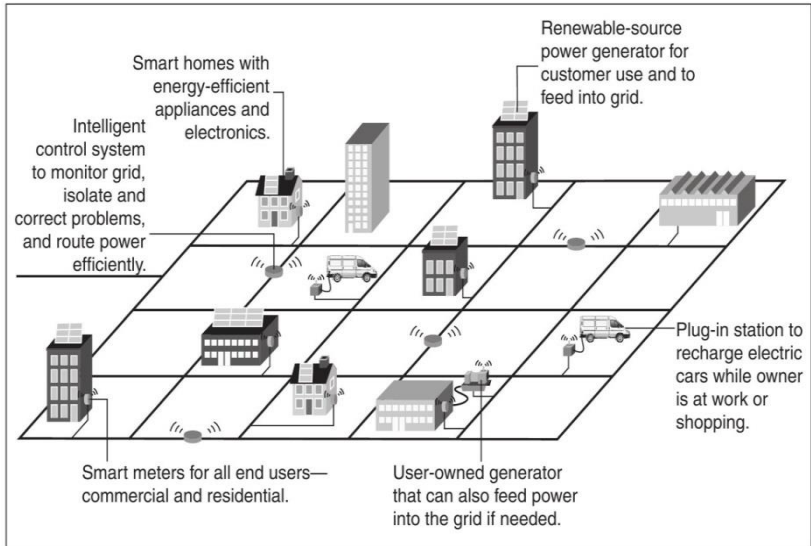 Smart homes with
energy-efficient
appliances and
electronics.
Renewable-source
power generator for
customer use and to
feed into grid.
Intelligent
control system
to monitor grid,
isolate and
correct problems,
and route power
efficiently.
Plug-in station to
recharge electric
cars while owner
is at work or
shopping.
Smart meters for all end users—
commercial and residential.
User-owned generator
that can also feed power
into the grid if needed.